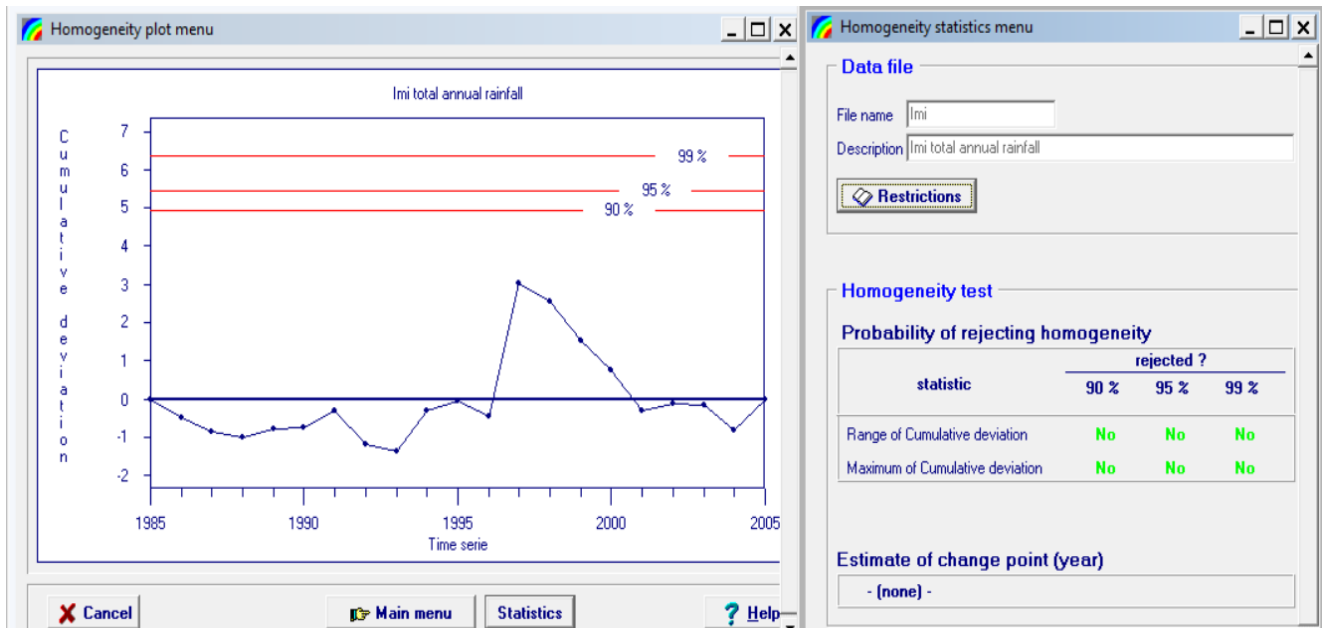 Homogeneity plot menu
Imi total annual rainfall
Cumulative deviation
7
6
5
4
3
2
1
0
-1
-2
99 %
95 %
90 %
1985
1990
1995
2000
2005
Time serie
Cancel
Main menu
Statistics
? Help
Homogeneity statistics menu
Data file
File name Imi
Description Imi total annual rainfall
Restrictions
Homogeneity test
Probability of rejecting homogeneity
rejected ?
statistic 90 % 95 % 99 %
Range of Cumulative deviation No No No
Maximum of Cumulative deviation No No No
Estimate of change point (year)
- (none) -